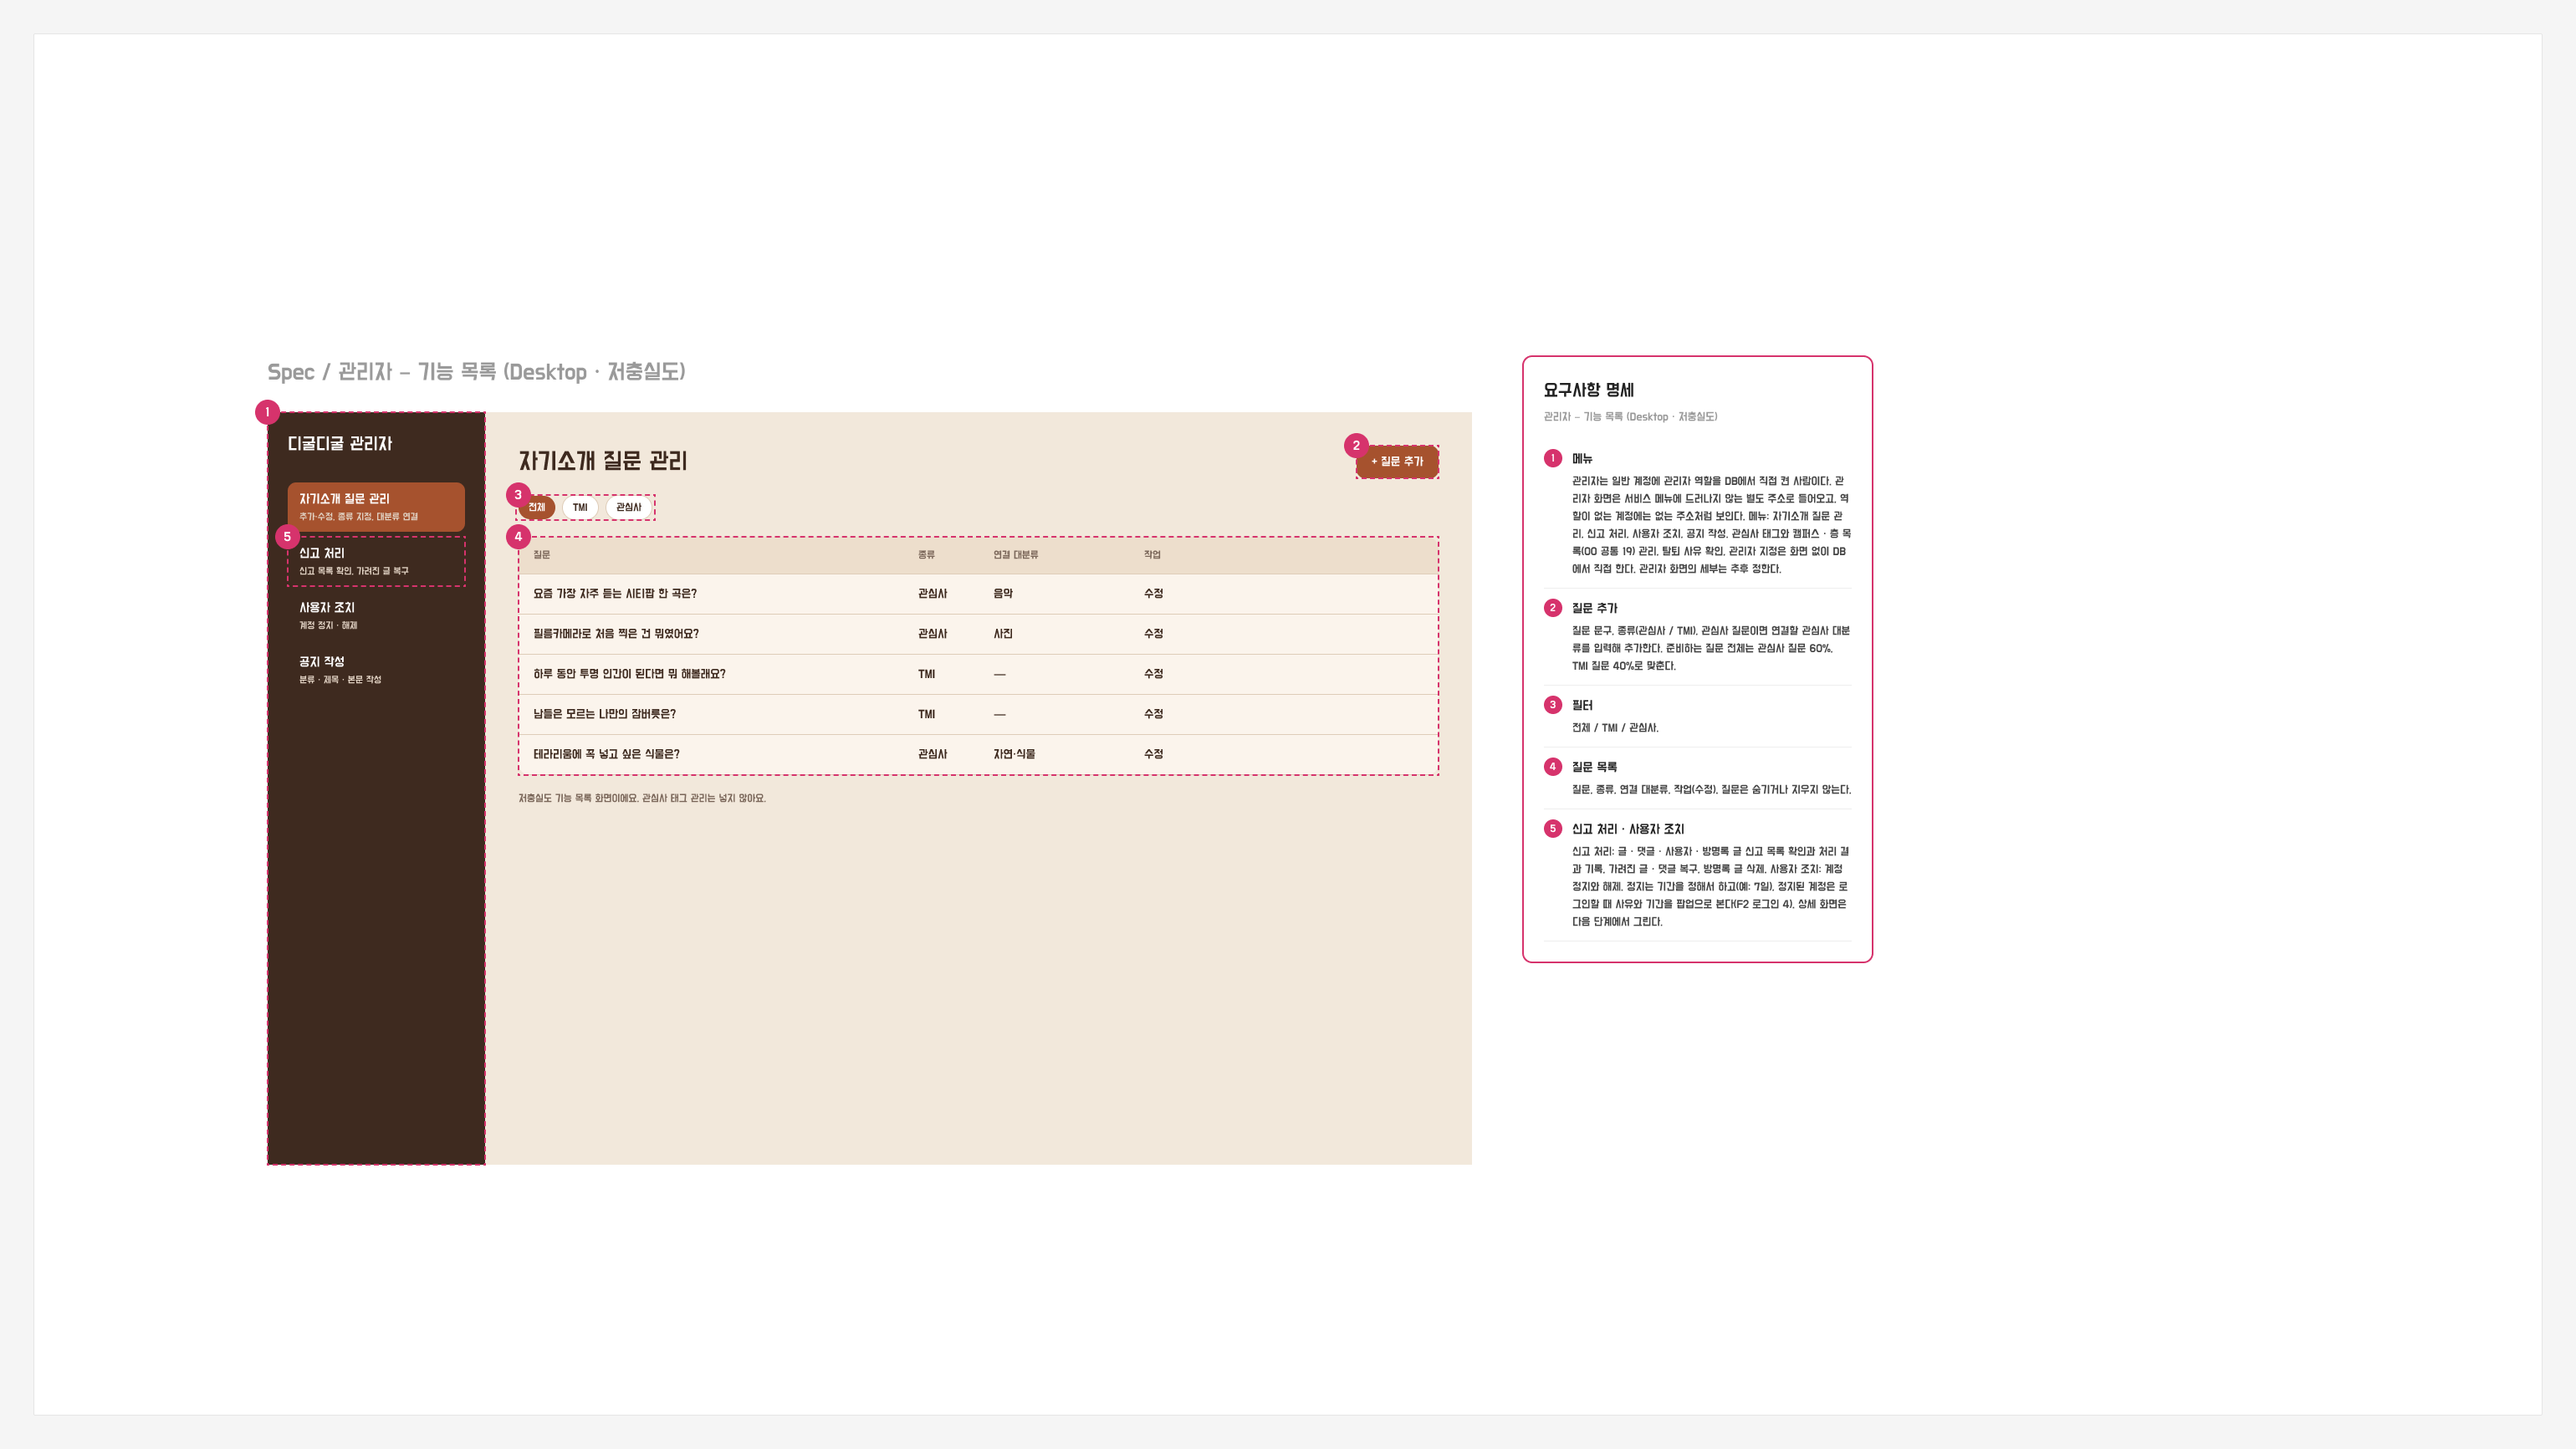 Spec / 관리자 – 기능 목록 (Desktop · 저충실도)
1
디굴디굴 관리자
자기소개 질문 관리
추가·수정, 종류 지정, 대분류 연결
5
신고 처리
신고 목록 확인, 가려진 글 복구
사용자 조치
계정 정지 · 해제
공지 작성
분류 · 제목 · 본문 작성
자기소개 질문 관리
2
+ 질문 추가
3
전체 TMI 관심사
4
질문 종류 연결 대분류 작업
요즘 가장 자주 듣는 시티팝 한 곡은? 관심사 음악 수정
필름카메라로 처음 찍은 건 뭐였어요? 관심사 사진 수정
하루 동안 투명 인간이 된다면 뭐 해볼래요? TMI — 수정
남들은 모르는 나만의 잠버릇은? TMI — 수정
테라리움에 꼭 넣고 싶은 식물은? 관심사 자연·식물 수정
저충실도 기능 목록 화면이에요. 관심사 태그 관리는 넣지 않아요.
요구사항 명세
관리자 – 기능 목록 (Desktop · 저충실도)
1 메뉴
관리자는 일반 계정에 관리자 역할을 DB에서 직접 켠 사람이다. 관
리자 화면은 서비스 메뉴에 드러나지 않는 별도 주소로 들어오고, 역
할이 없는 계정에는 없는 주소처럼 보인다. 메뉴: 자기소개 질문 관
리, 신고 처리, 사용자 조치, 공지 작성, 관심사 태그와 캠퍼스 · 층 목
록(00 공통 19) 관리, 탈퇴 사유 확인. 관리자 지정은 화면 없이 DB
에서 직접 한다. 관리자 화면의 세부는 추후 정한다.
2 질문 추가
질문 문구, 종류(관심사 / TMI), 관심사 질문이면 연결할 관심사 대분
류를 입력해 추가한다. 준비하는 질문 전체는 관심사 질문 60%,
TMI 질문 40%로 맞춘다.
3 필터
전체 / TMI / 관심사.
4 질문 목록
질문, 종류, 연결 대분류, 작업(수정). 질문은 숨기거나 지우지 않는다.
5 신고 처리 · 사용자 조치
신고 처리: 글 · 댓글 · 사용자 · 방명록 글 신고 목록 확인과 처리 결
과 기록, 가려진 글 · 댓글 복구, 방명록 글 삭제. 사용자 조치: 계정
정지와 해제. 정지는 기간을 정해서 하고(예: 7일), 정지된 계정은 로
그인할 때 사유와 기간을 팝업으로 본다(F2 로그인 4). 상세 화면은
다음 단계에서 그린다.